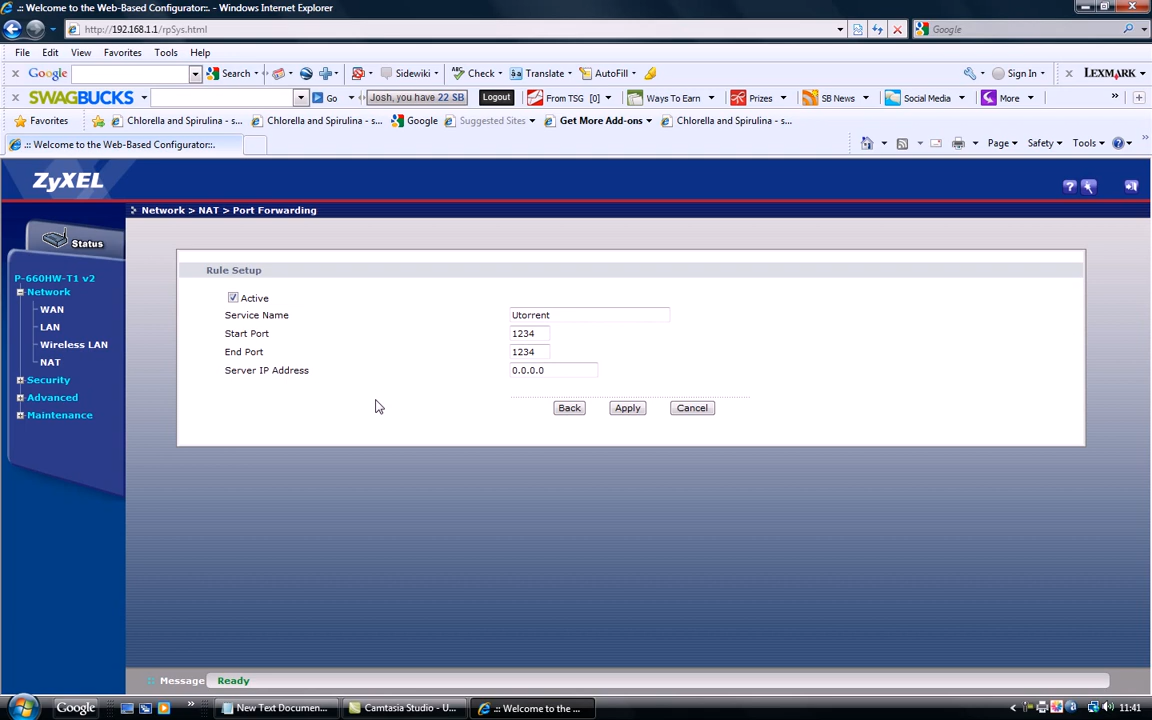 .:: Welcome to the Web-Based Configurator::. - Windows Internet Explorer
http://192.168.1.1/rpSys.html
Google
File Edit View Favorites Tools Help
x Google Search Sidewiki Check Translate AutoFill Sign In x LEXMARK
x SWAGBUCKS Go Josh, you have 22 SB Logout From TSG [0] Ways To Earn Prizes SB News Social Media More »
Favorites Chlorella and Spirulina - s... Chlorella and Spirulina - s... Google Suggested Sites Get More Add-ons Chlorella and Spirulina - s...
.:: Welcome to the Web-Based Configurator::. Page Safety Tools
ZyXEL
Network > NAT > Port Forwarding
Status
P-660HW-T1 v2
Network
WAN
LAN
Wireless LAN
NAT
Security
Advanced
Maintenance
Rule Setup
Active
Service Name Utorrent
Start Port 1234
End Port 1234
Server IP Address 0.0.0.0
Back Apply Cancel
Message Ready
Google » New Text Documen... Camtasia Studio - U... .:: Welcome to the ... 11:41